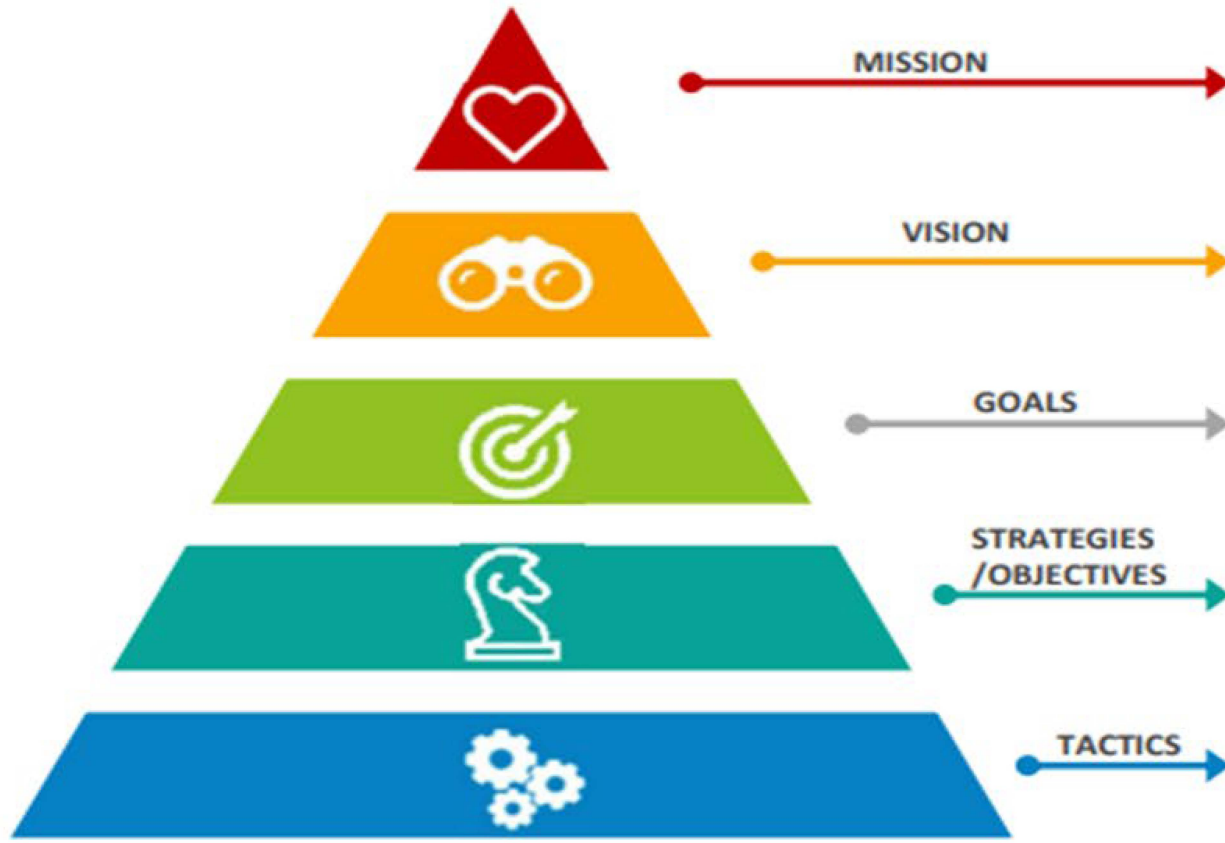 MISSION
VISION
GOALS
STRATEGIES
/OBJECTIVES
TACTICS